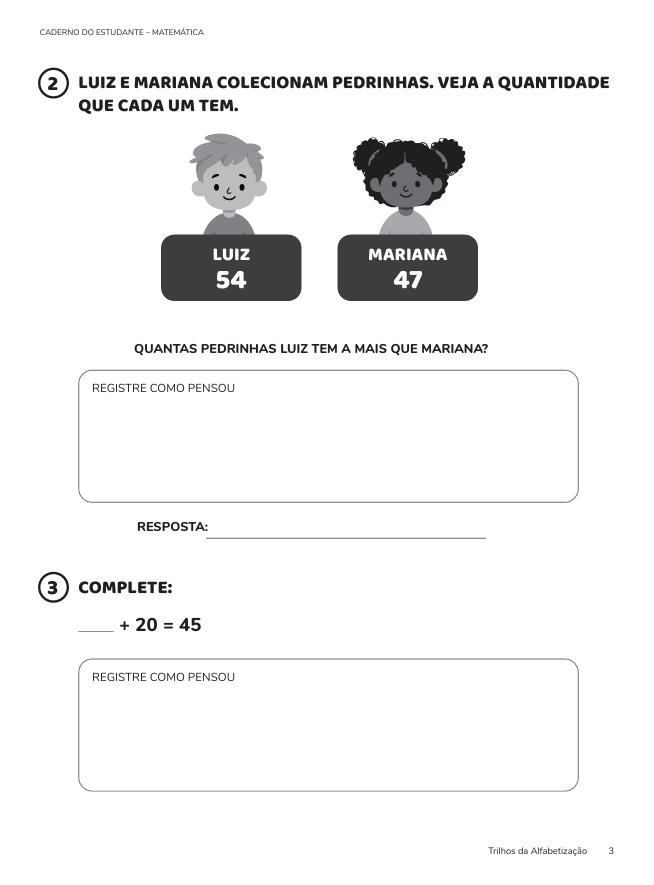 CADERNO DO ESTUDANTE – MATEMÁTICA
2 LUIZ E MARIANA COLECIONAM PEDRINHAS. VEJA A QUANTIDADE
QUE CADA UM TEM.
LUIZ
54
MARIANA
47
QUANTAS PEDRINHAS LUIZ TEM A MAIS QUE MARIANA?
REGISTRE COMO PENSOU
RESPOSTA:
3 COMPLETE:
____ + 20 = 45
REGISTRE COMO PENSOU
Trilhos da Alfabetização 3